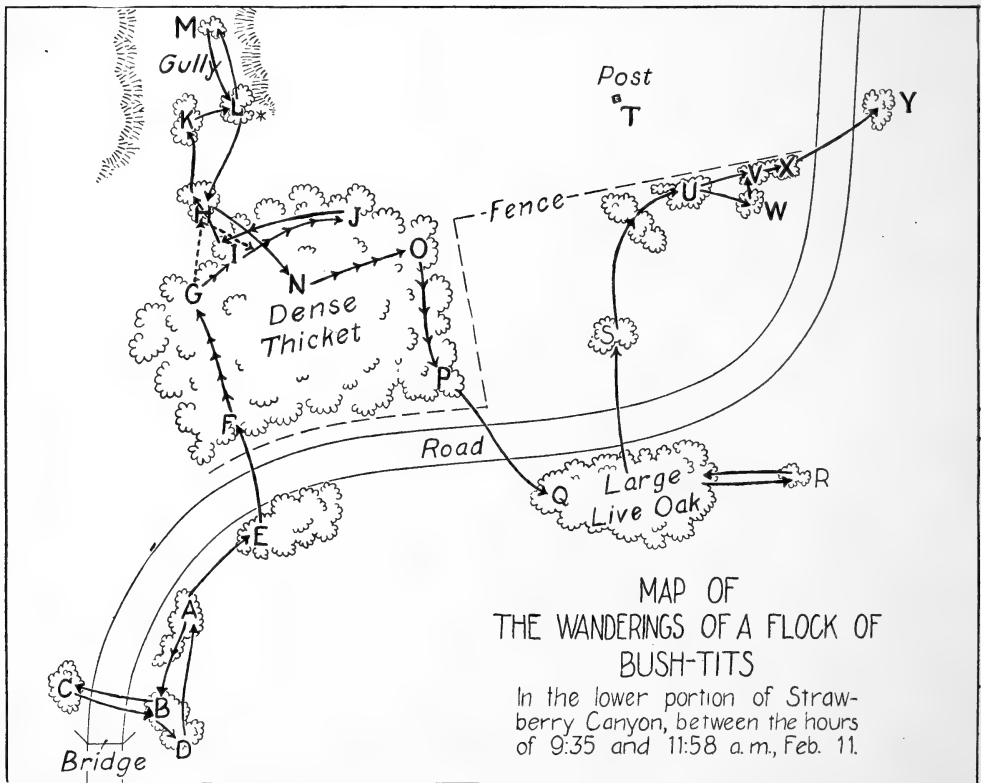 M
Gully
K
L
*
Post
T
Y
H
I
J
-Fence-
U
V
X
W
G
N
O
Dense
Thicket
S
P
F
Road
Q
Large
Live Oak
R
E
A
C
B
D
Bridge
MAP OF
THE WANDERINGS OF A FLOCK OF
BUSH-TITS
In the lower portion of Straw-
berry Canyon, between the hours
of 9:35 and 11:58 a.m., Feb. 11.